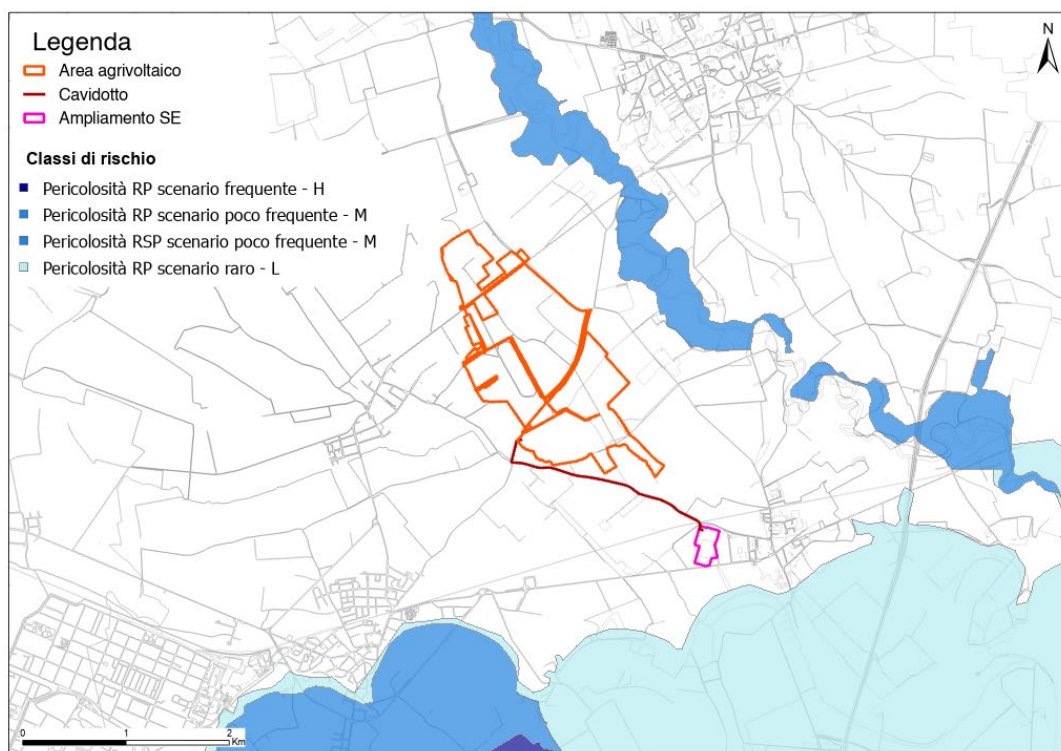 Legenda
Area agrivoltaico
Cavidotto
Ampliamento SE
Classi di rischio
Pericolosità RP scenario frequente - H
Pericolosità RP scenario poco frequente - M
Pericolosità RSP scenario poco frequente - M
Pericolosità RP scenario raro - L
N
0 1 2
Km